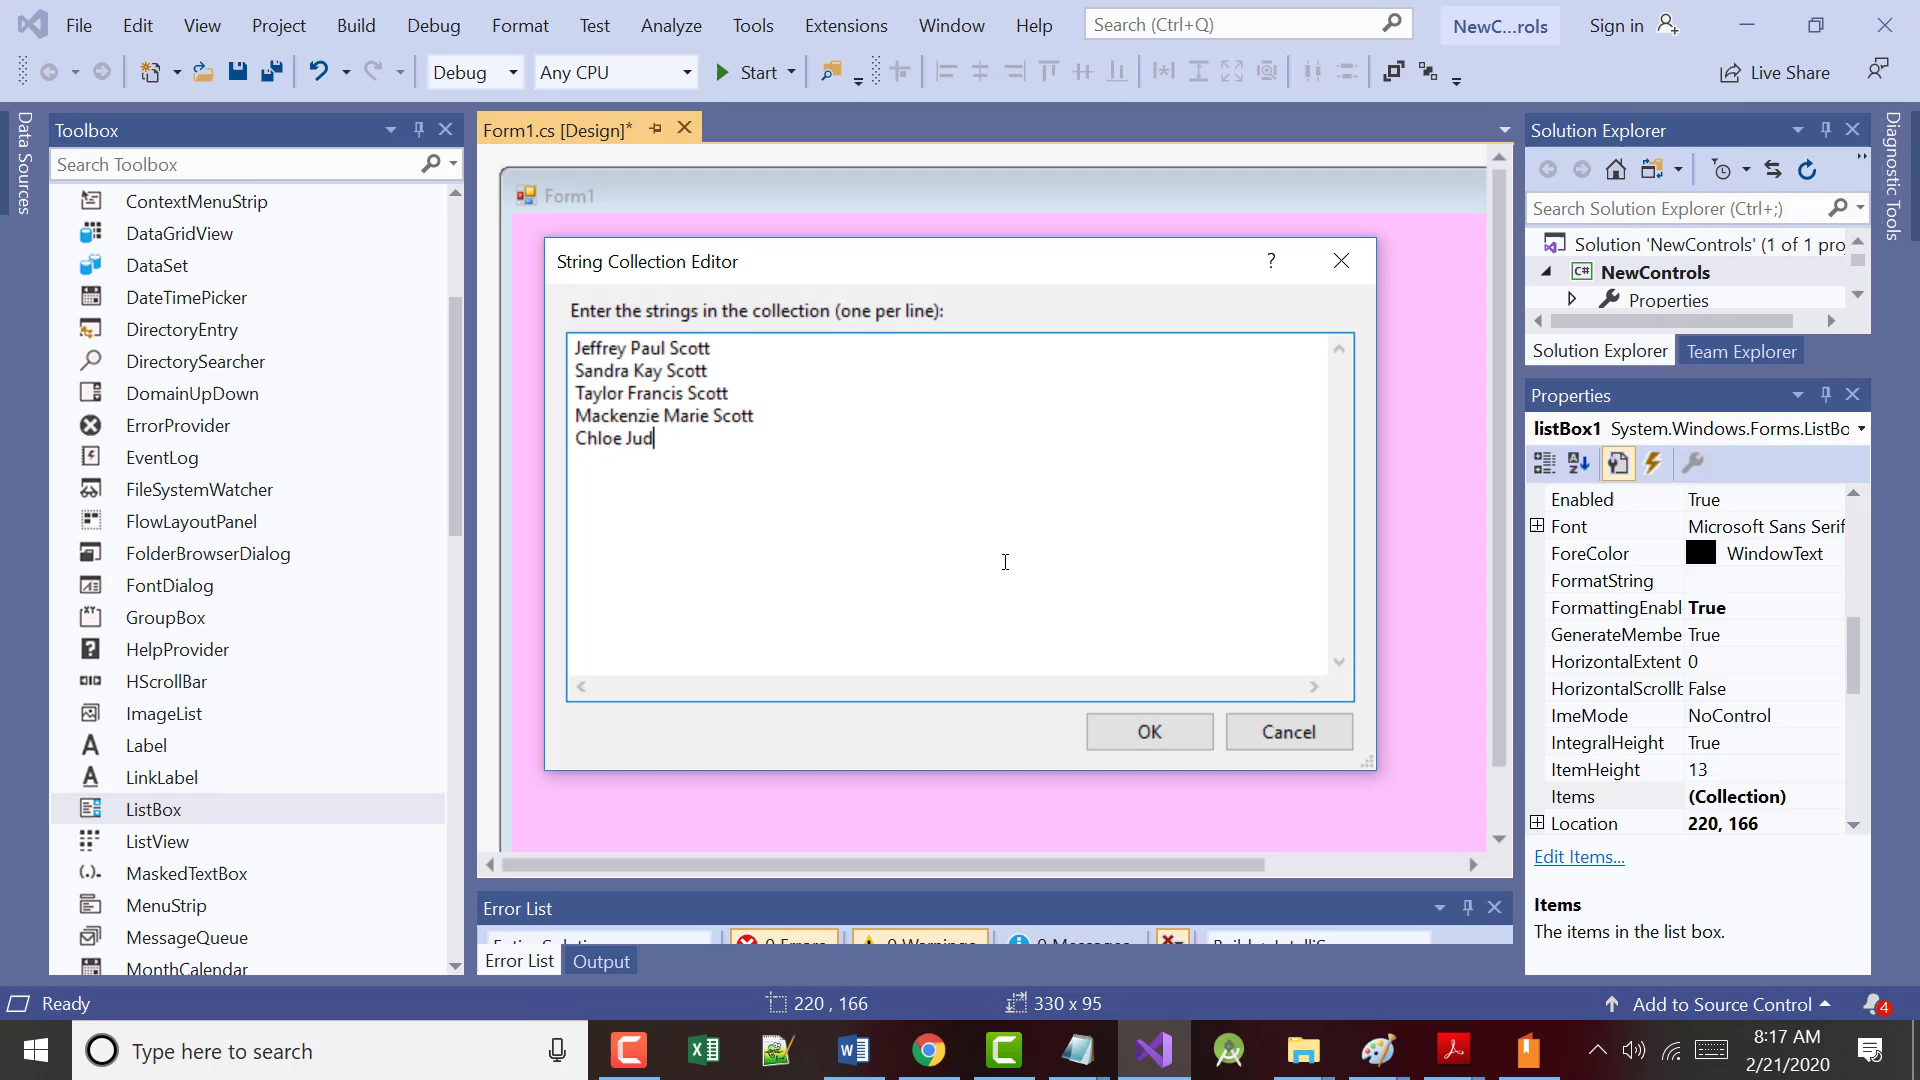 File Edit View Project Build Debug Format Test Analyze Tools Extensions Window Help Search (Ctrl+Q) NewC...rols Sign in
Debug Any CPU Start Live Share
Data Sources
Toolbox
Search Toolbox
ContextMenuStrip
DataGridView
DataSet
DateTimePicker
DirectoryEntry
DirectorySearcher
DomainUpDown
ErrorProvider
EventLog
FileSystemWatcher
FlowLayoutPanel
FolderBrowserDialog
FontDialog
GroupBox
HelpProvider
HScrollBar
ImageList
Label
LinkLabel
ListBox
ListView
MaskedTextBox
MenuStrip
MessageQueue
MonthCalendar
Form1.cs [Design]*
Form1
String Collection Editor ?
Enter the strings in the collection (one per line):
Jeffrey Paul Scott
Sandra Kay Scott
Taylor Francis Scott
Mackenzie Marie Scott
Chloe Jud
OK Cancel
Error List
0 Errors 0 Warnings 0 Messages
Error List Output
Solution Explorer
Search Solution Explorer (Ctrl+;)
Solution 'NewControls' (1 of 1 pro
C# NewControls
Properties
Solution Explorer Team Explorer
Properties
listBox1 System.Windows.Forms.ListBo
Enabled True
Font Microsoft Sans Serif
ForeColor WindowText
FormatString
FormattingEnabl True
GenerateMembe True
HorizontalExtent 0
HorizontalScrollb False
ImeMode NoControl
IntegralHeight True
ItemHeight 13
Items (Collection)
Location 220, 166
Edit Items...
Items
The items in the list box.
Diagnostic Tools
Ready 220 , 166 330 x 95 Add to Source Control 4
Type here to search
8:17 AM
2/21/2020